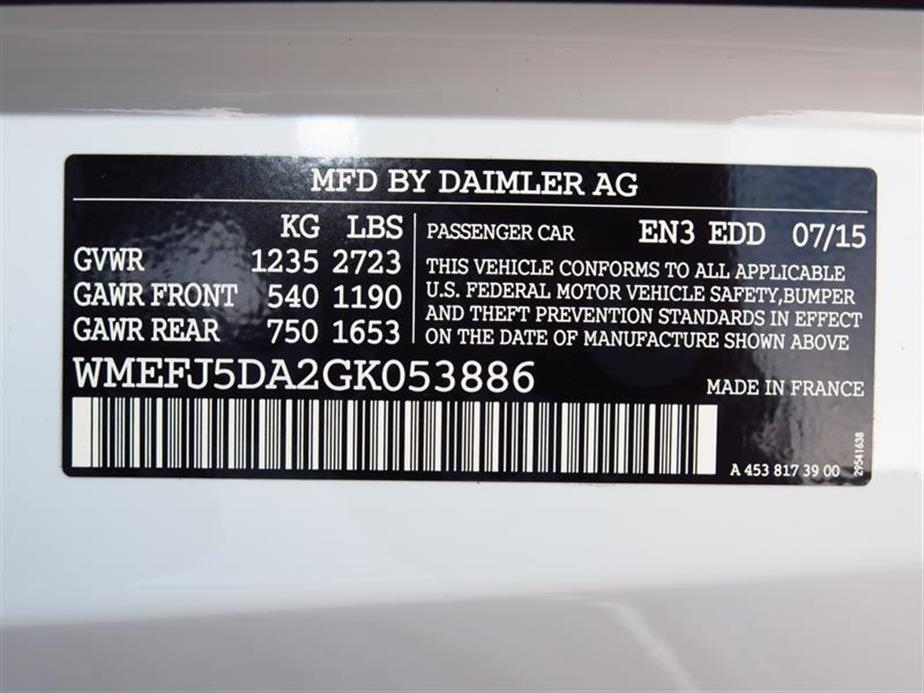 MFD BY DAIMLER AG
KG LBS
GVWR 1235 2723
GAWR FRONT 540 1190
GAWR REAR 750 1653
PASSENGER CAR EN3 EDD 07/15
THIS VEHICLE CONFORMS TO ALL APPLICABLE
U.S. FEDERAL MOTOR VEHICLE SAFETY,BUMPER
AND THEFT PREVENTION STANDARDS IN EFFECT
ON THE DATE OF MANUFACTURE SHOWN ABOVE
WMEFJ5DA2GK053886
MADE IN FRANCE
A 453 817 39 00
29541638